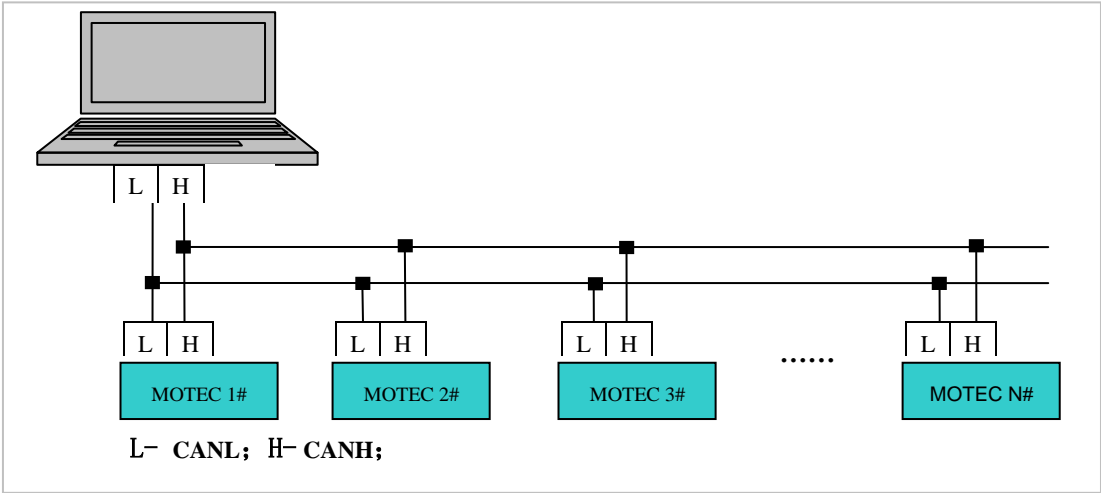 L H
L H L H L H …… L H
MOTEC 1# MOTEC 2# MOTEC 3# MOTEC N#
L- CANL；H-CANH；